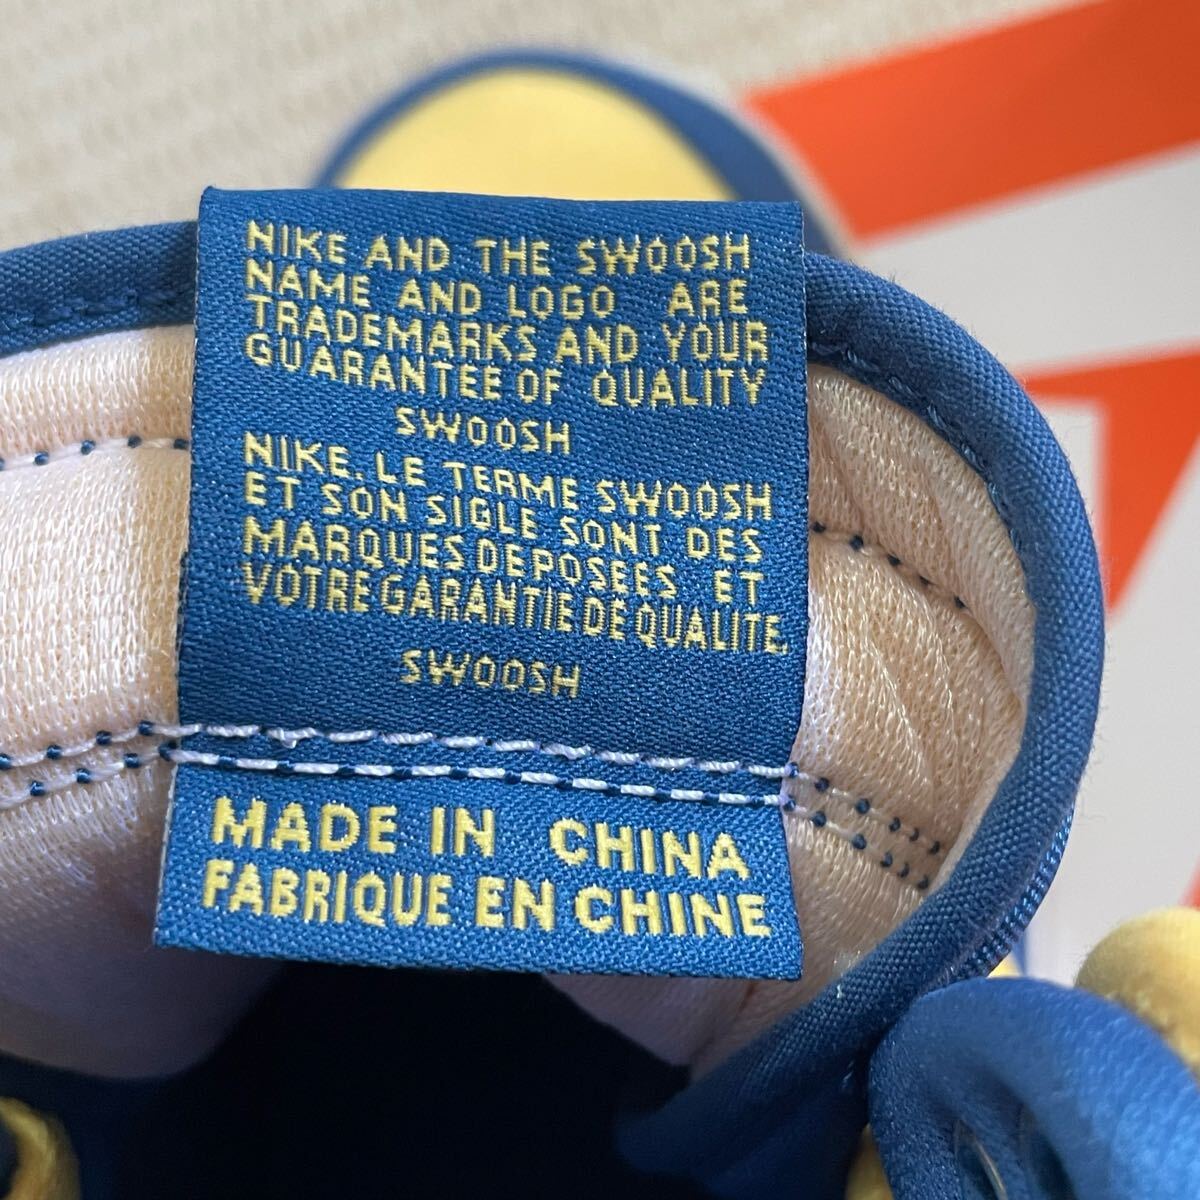 NIKE AND THE SWOOSH
NAME AND LOGO ARE
TRADEMARKS AND YOUR
GUARANTEE OF QUALITY
SWOOSH
NIKE, LE TERME SWOOSH
ET SON SIGLE SONT DES
MARQUES DEPOSEES ET
VOTRE GARANTIE DE QUALITE.
SWOOSH
MADE IN CHINA
FABRIQUE EN CHINE